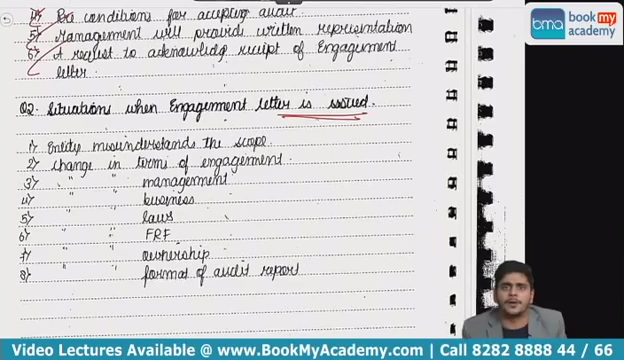 4) Pre conditions for accepting audit
5) Management will provide written representation
6) A request to acknowledge receipt of Engagement
letter.
Q2. Situations when Engagement letter is issued.
1) Entity misunderstands the scope.
2) Change in terms of engagement.
3) " " management
4) " " business
5) " " laws
6) " " FRF
7) " " ownership
8) " " format of audit report
bma book my academy
Video Lectures Available @ www.BookMyAcademy.com | Call 8282 8888 44 / 66